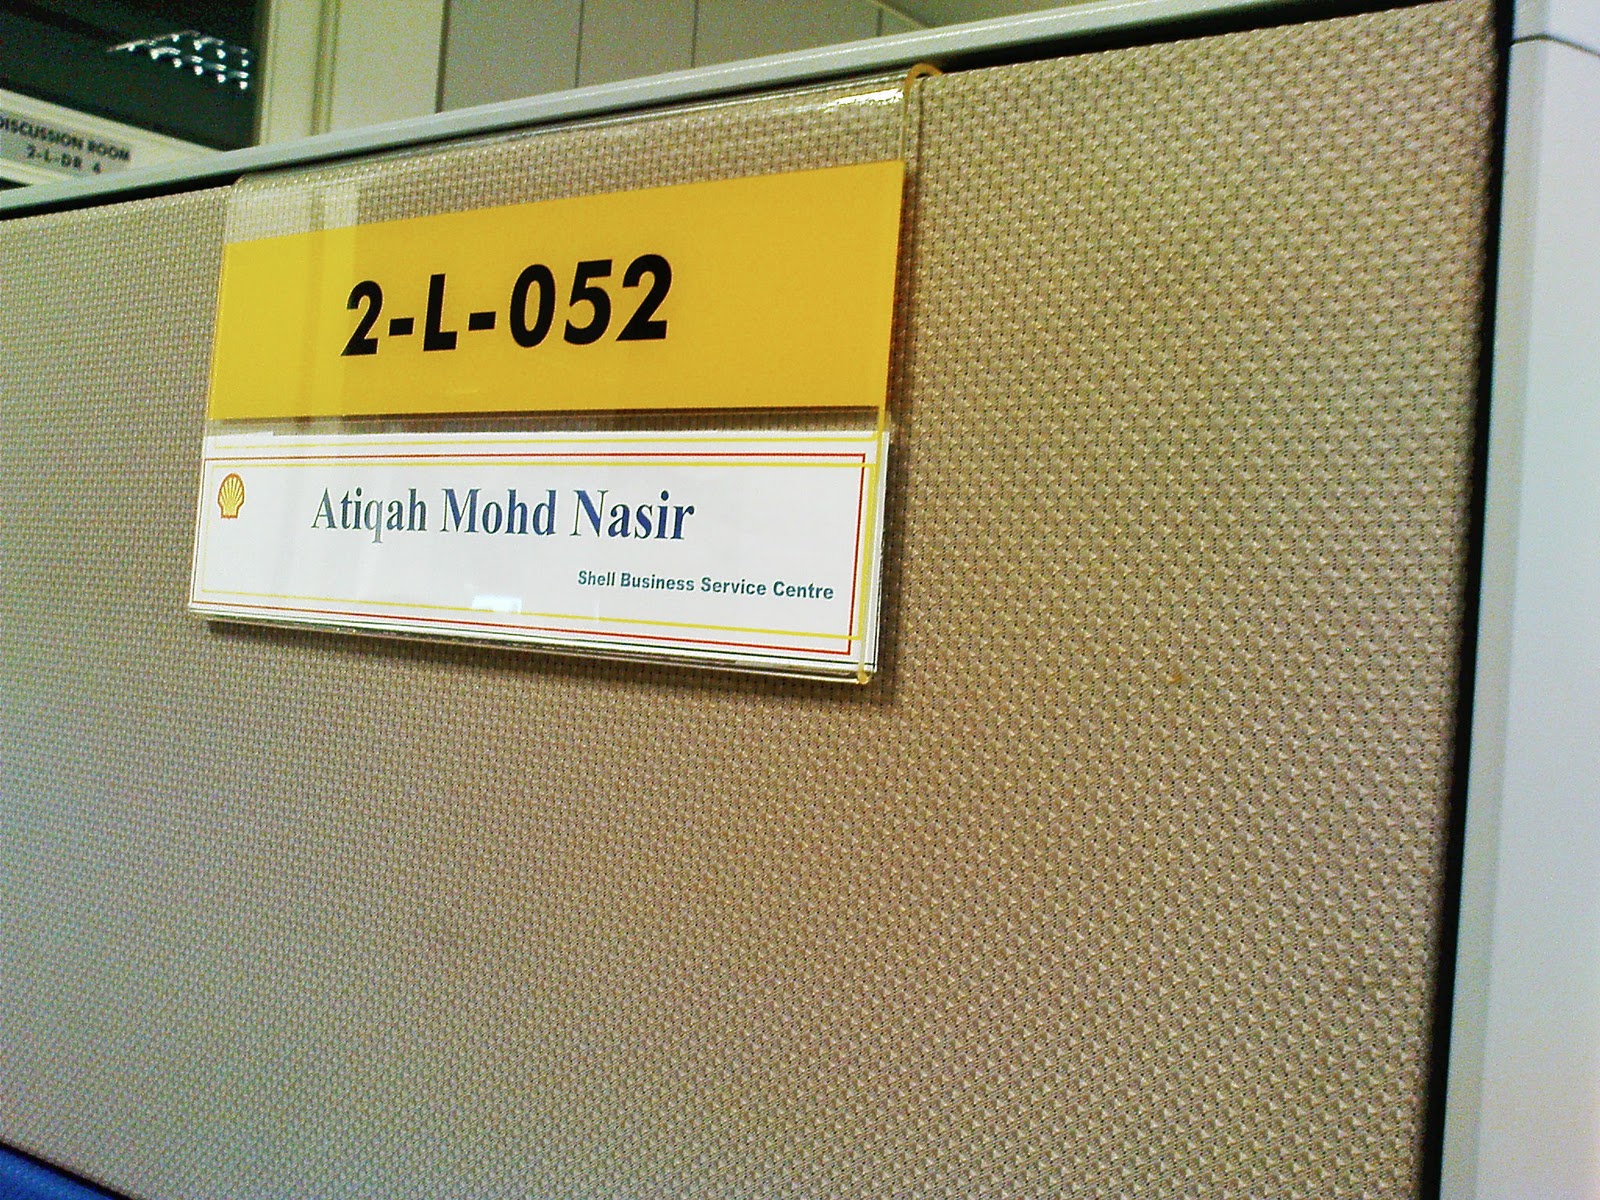 DISCUSSION ROOM
2-L-DR 4
2-L-052
Atiqah Mohd Nasir
Shell Business Service Centre